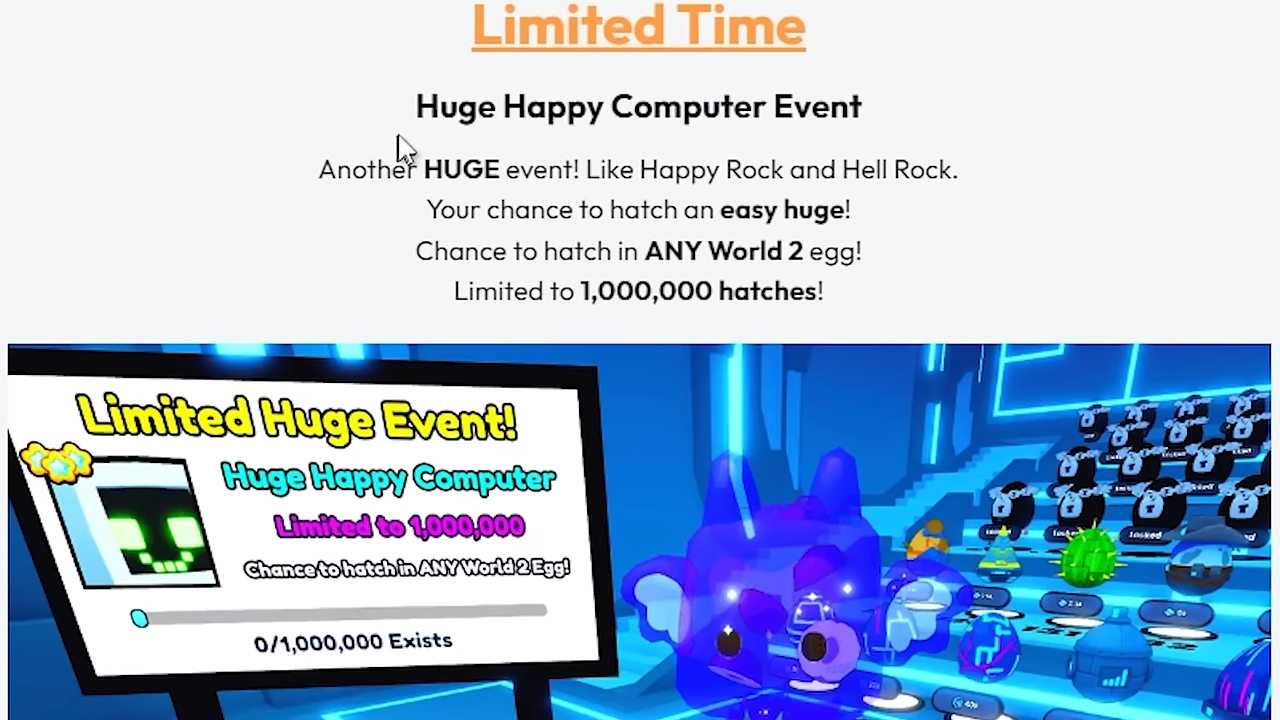 Limited Time
Huge Happy Computer Event
Another HUGE event! Like Happy Rock and Hell Rock.
Your chance to hatch an easy huge!
Chance to hatch in ANY World 2 egg!
Limited to 1,000,000 hatches!
Limited Huge Event!
Huge Happy Computer
Limited to 1,000,000
Chance to hatch in ANY World 2 Egg!
0/1,000,000 Exists
Locked